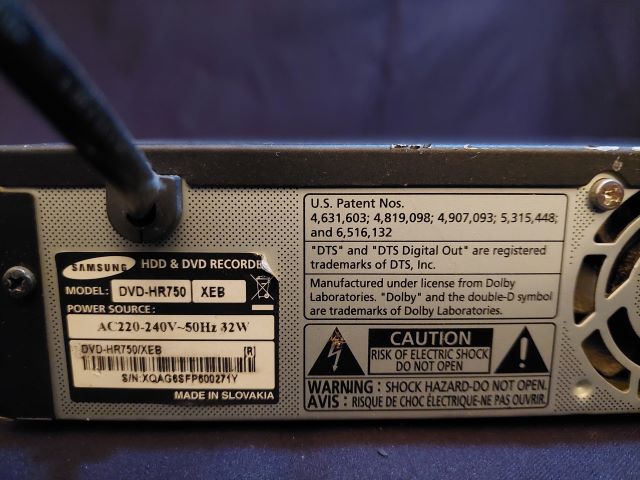 SAMSUNG HDD & DVD RECORDER
MODEL: DVD-HR750 XEB
POWER SOURCE:
AC220-240V~50Hz 32W
DVD-HR750/XEB [R]
S/N:XQAG6SFP600271Y
MADE IN SLOVAKIA
U.S. Patent Nos.
4,631,603; 4,819,098; 4,907,093; 5,315,448;
and 6,516,132
"DTS" and "DTS Digital Out" are registered
trademarks of DTS, Inc.
Manufactured under license from Dolby
Laboratories. "Dolby" and the double-D symbol
are trademarks of Dolby Laboratories.
CAUTION
RISK OF ELECTRIC SHOCK
DO NOT OPEN
WARNING : SHOCK HAZARD-DO NOT OPEN.
AVIS : RISQUE DE CHOC ÉLECTRIQUE-NE PAS OUVRIR.